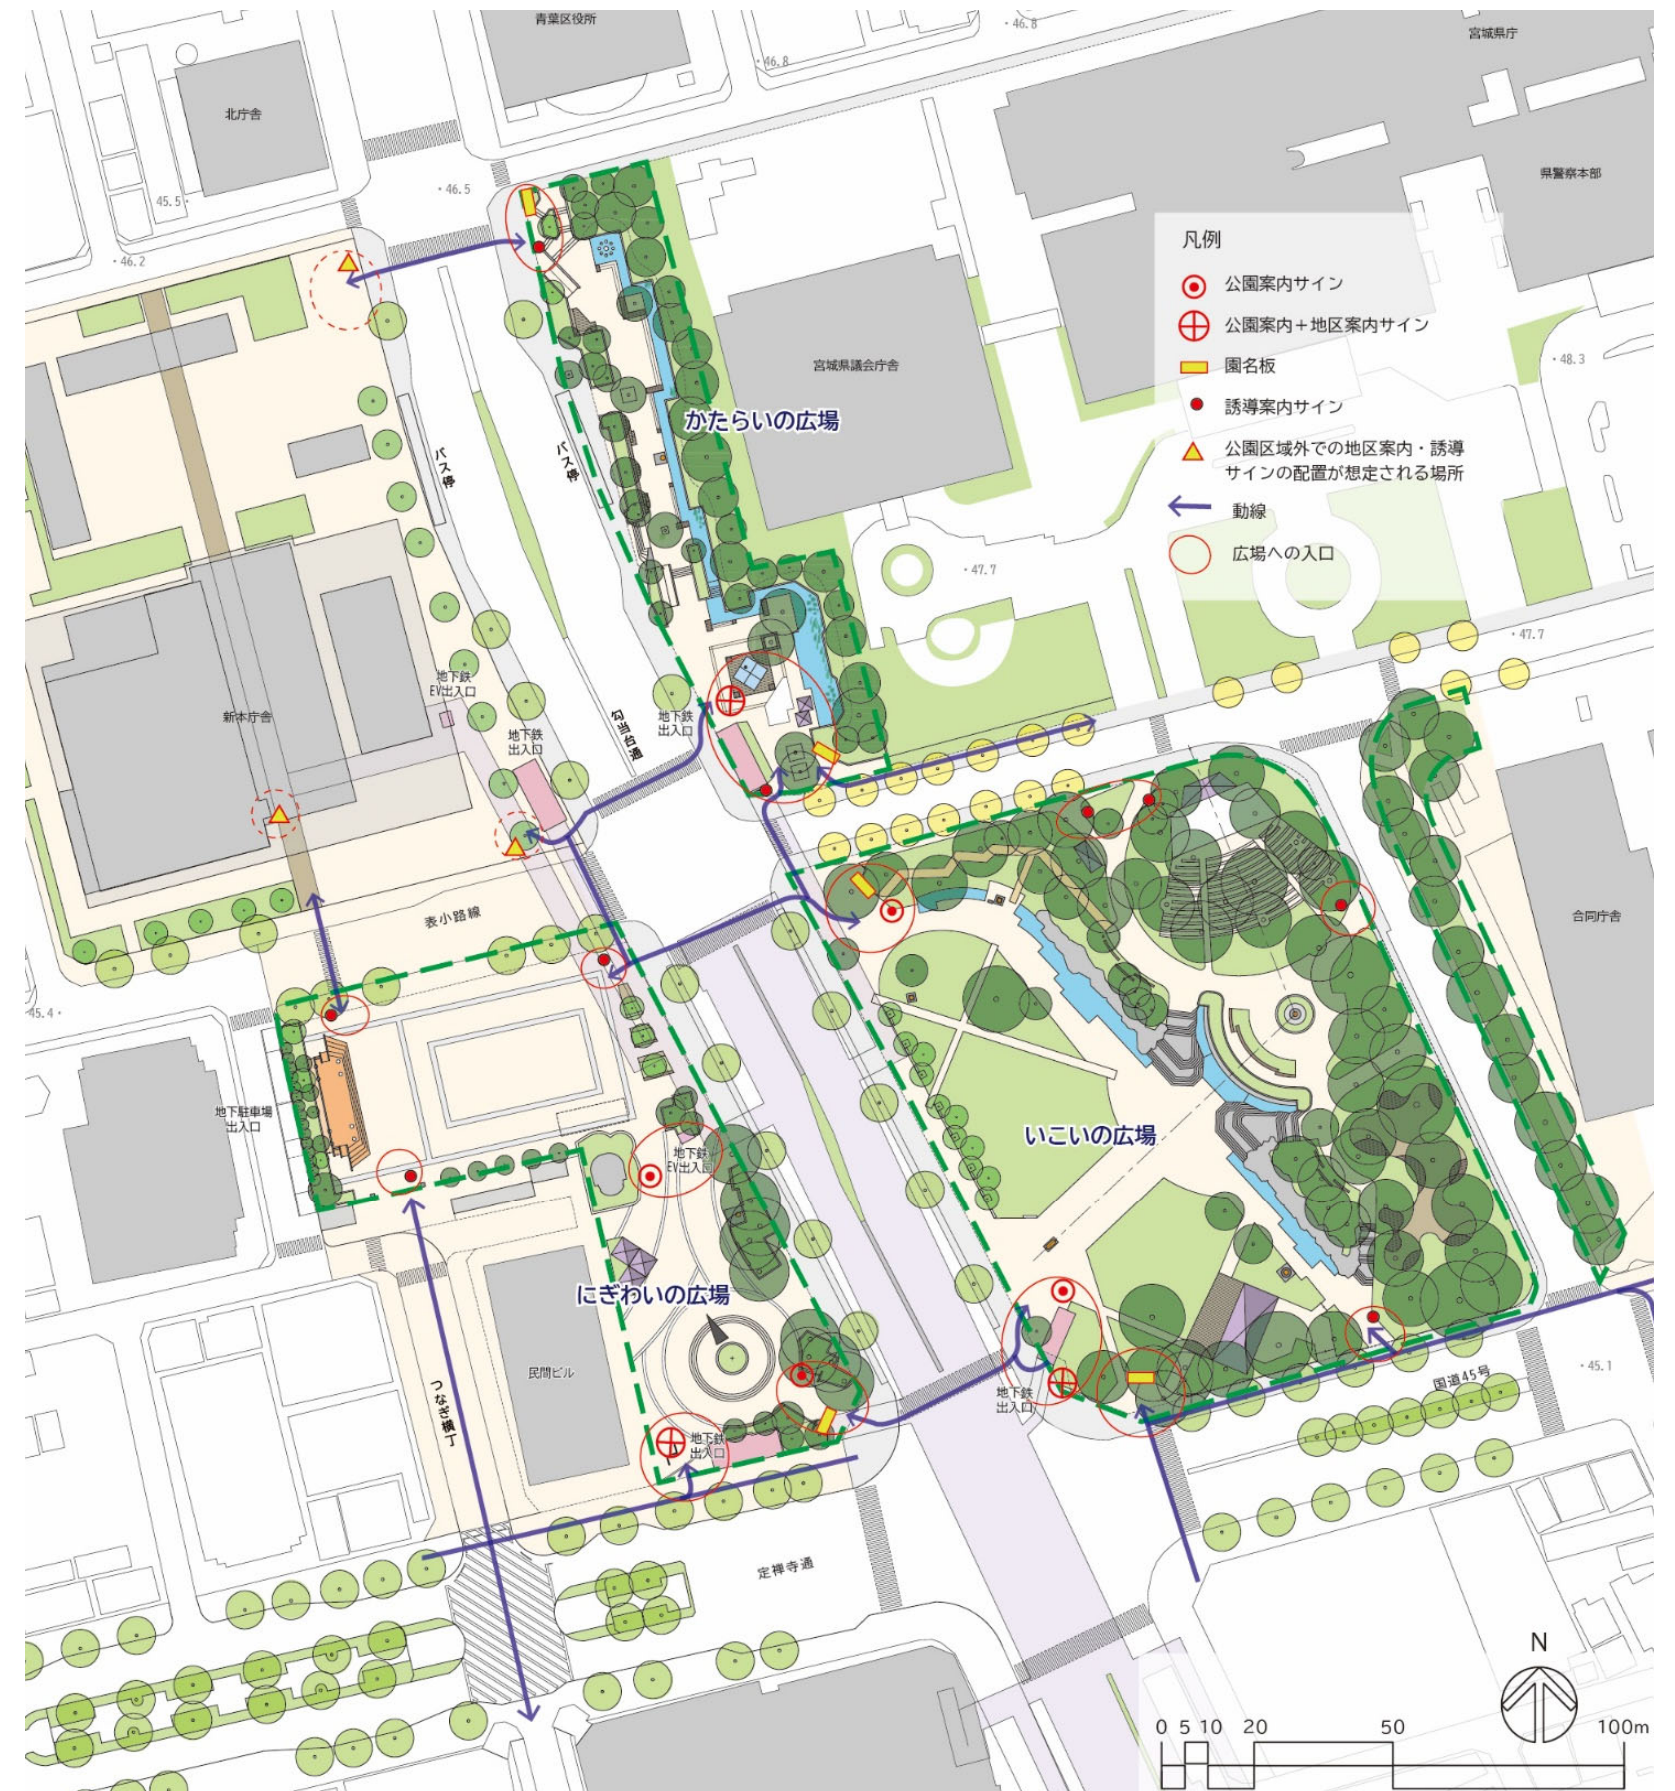 青葉区役所
・46.8
宮城県庁
・46.8
北庁舎
県警察本部
・46.5
45.5・
・46.2
凡例
公園案内サイン
公園案内＋地区案内サイン
園名板
誘導案内サイン
公園区域外での地区案内・誘導
サインの配置が想定される場所
動線
広場への入口
・48.3
宮城県議会庁舎
かたらいの広場
バス停
バス停
・47.7
・47.7
地下鉄
EV出入口
新本庁舎
地下鉄
出入口
勾当台通
地下鉄
出入口
表小路線
合同庁舎
45.4・
地下駐車場
出入口
地下鉄
EV出入口
いこいの広場
にぎわいの広場
民間ビル
つなぎ横丁
地下鉄
出入口
地下鉄
出入口
国道45号
・45.1
定禅寺通
N
0 5 10 20 50 100m